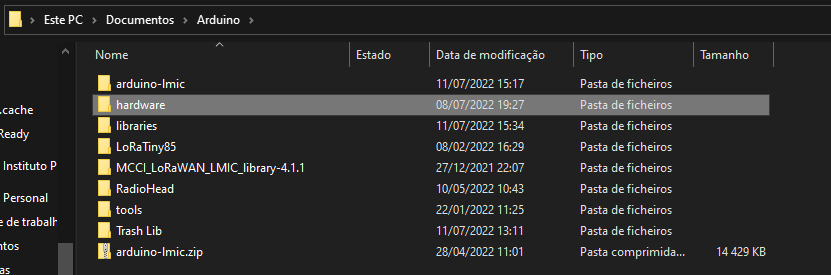 Este PC > Documentos > Arduino >
Nome Estado Data de modificação Tipo Tamanho
arduino-lmic 11/07/2022 15:17 Pasta de ficheiros
hardware 08/07/2022 19:27 Pasta de ficheiros
.cache libraries 11/07/2022 15:34 Pasta de ficheiros
Ready LoRaTiny85 08/02/2022 16:29 Pasta de ficheiros
Instituto P MCCI_LoRaWAN_LMIC_library-4.1.1 27/12/2021 22:07 Pasta de ficheiros
Personal RadioHead 10/05/2022 10:43 Pasta de ficheiros
e de trabalh tools 22/01/2022 11:25 Pasta de ficheiros
ntos Trash Lib 11/07/2022 13:11 Pasta de ficheiros
as arduino-lmic.zip 28/04/2022 11:01 Pasta comprimida... 14 429 KB